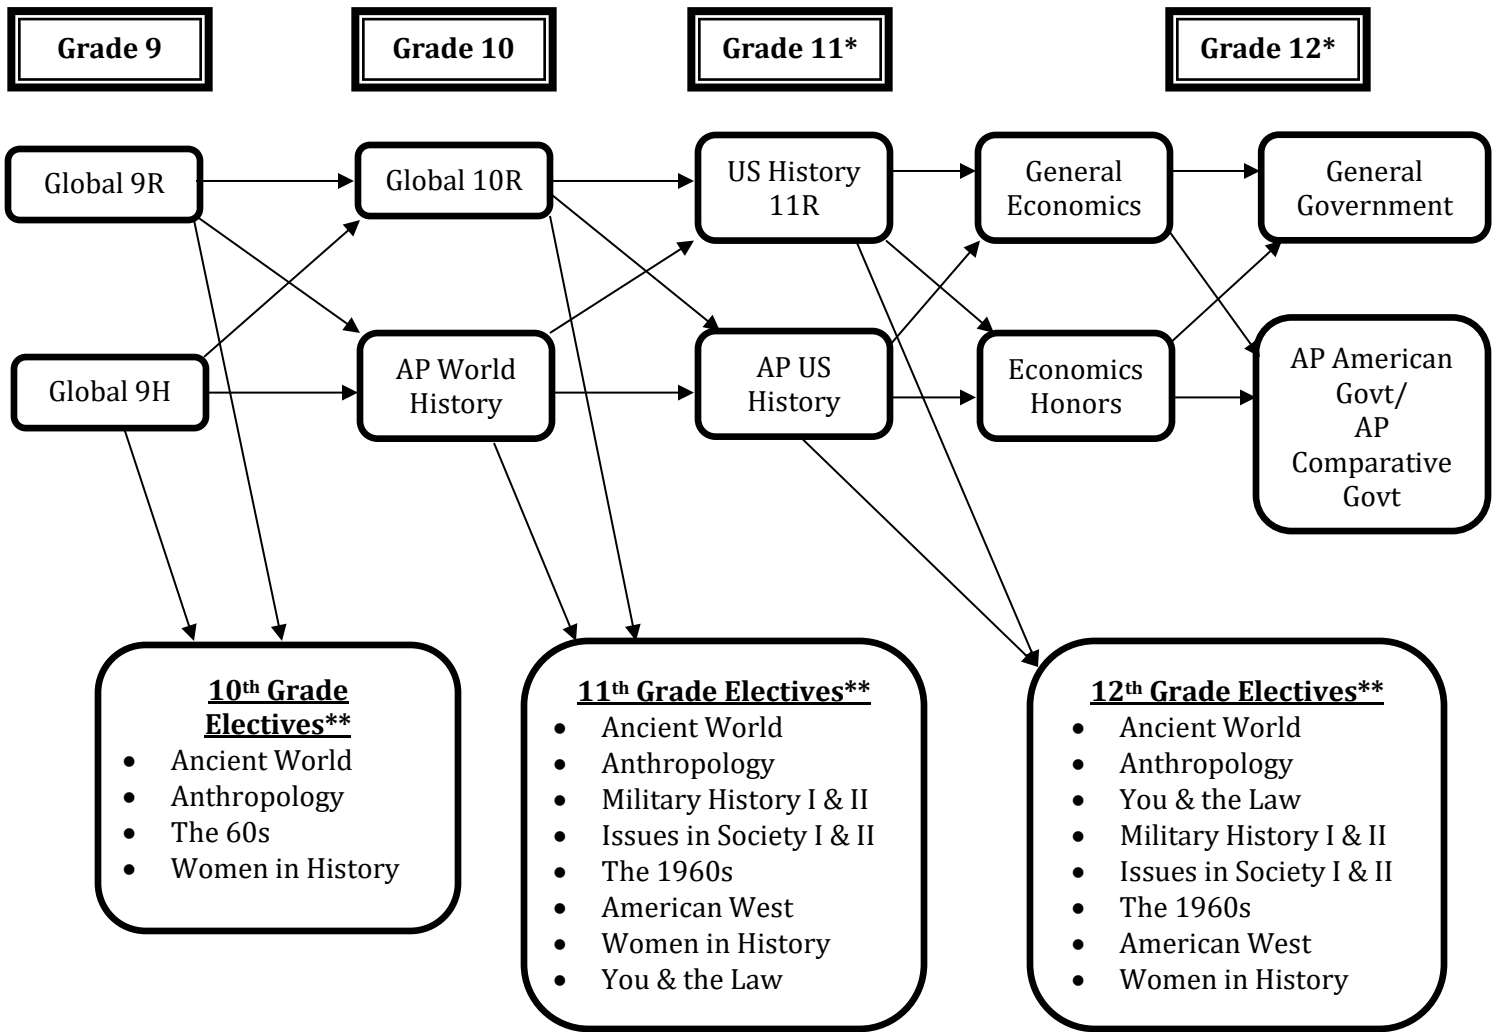 Grade 9
Grade 10
Grade 11*
Grade 12*
Global 9R
Global 10R
US History
11R
General
Economics
General
Government
Global 9H
AP World
History
AP US
History
Economics
Honors
AP American
Govt/
AP
Comparative
Govt
10th Grade
Electives**
• Ancient World
• Anthropology
• The 60s
• Women in History
11th Grade Electives**
• Ancient World
• Anthropology
• Military History I & II
• Issues in Society I & II
• The 1960s
• American West
• Women in History
• You & the Law
12th Grade Electives**
• Ancient World
• Anthropology
• You & the Law
• Military History I & II
• Issues in Society I & II
• The 1960s
• American West
• Women in History